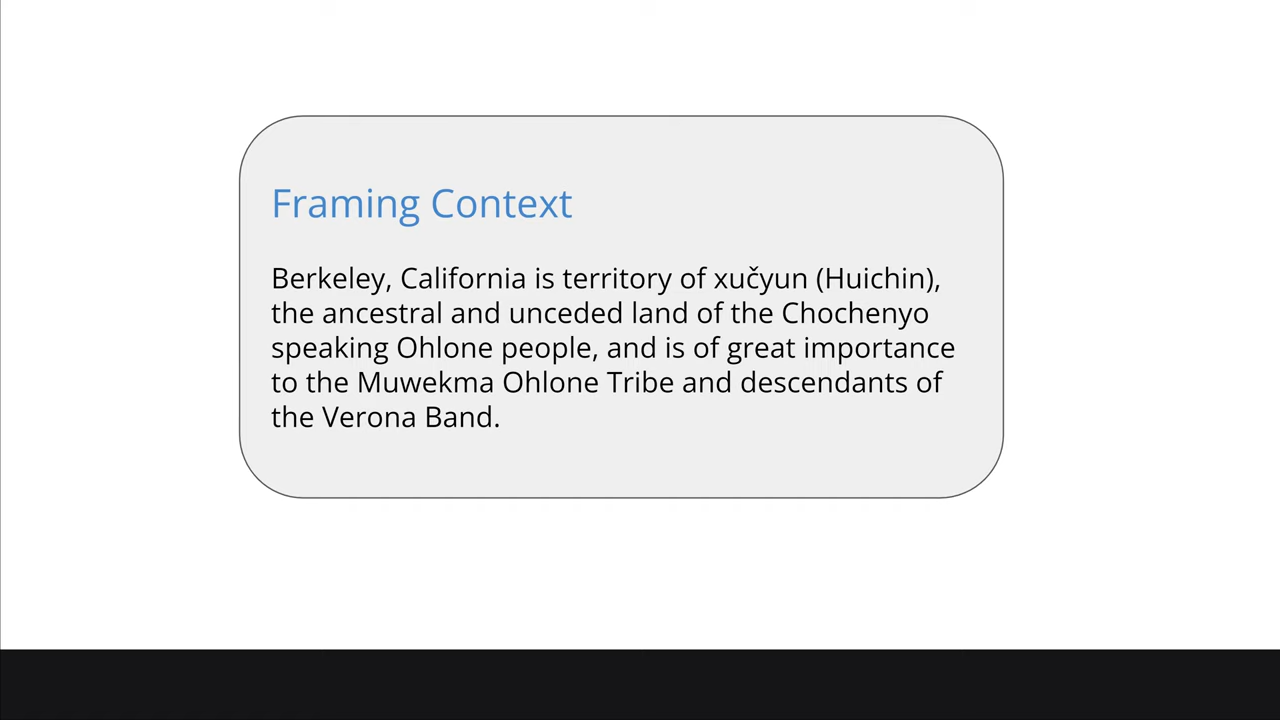 Framing Context
Berkeley, California is territory of xučyun (Huichin),
the ancestral and unceded land of the Chochenyo
speaking Ohlone people, and is of great importance
to the Muwekma Ohlone Tribe and descendants of
the Verona Band.